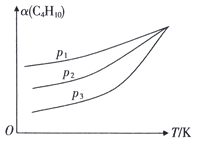 α(C₄H₁₀)
p₁
p₂
p₃
O
T/K